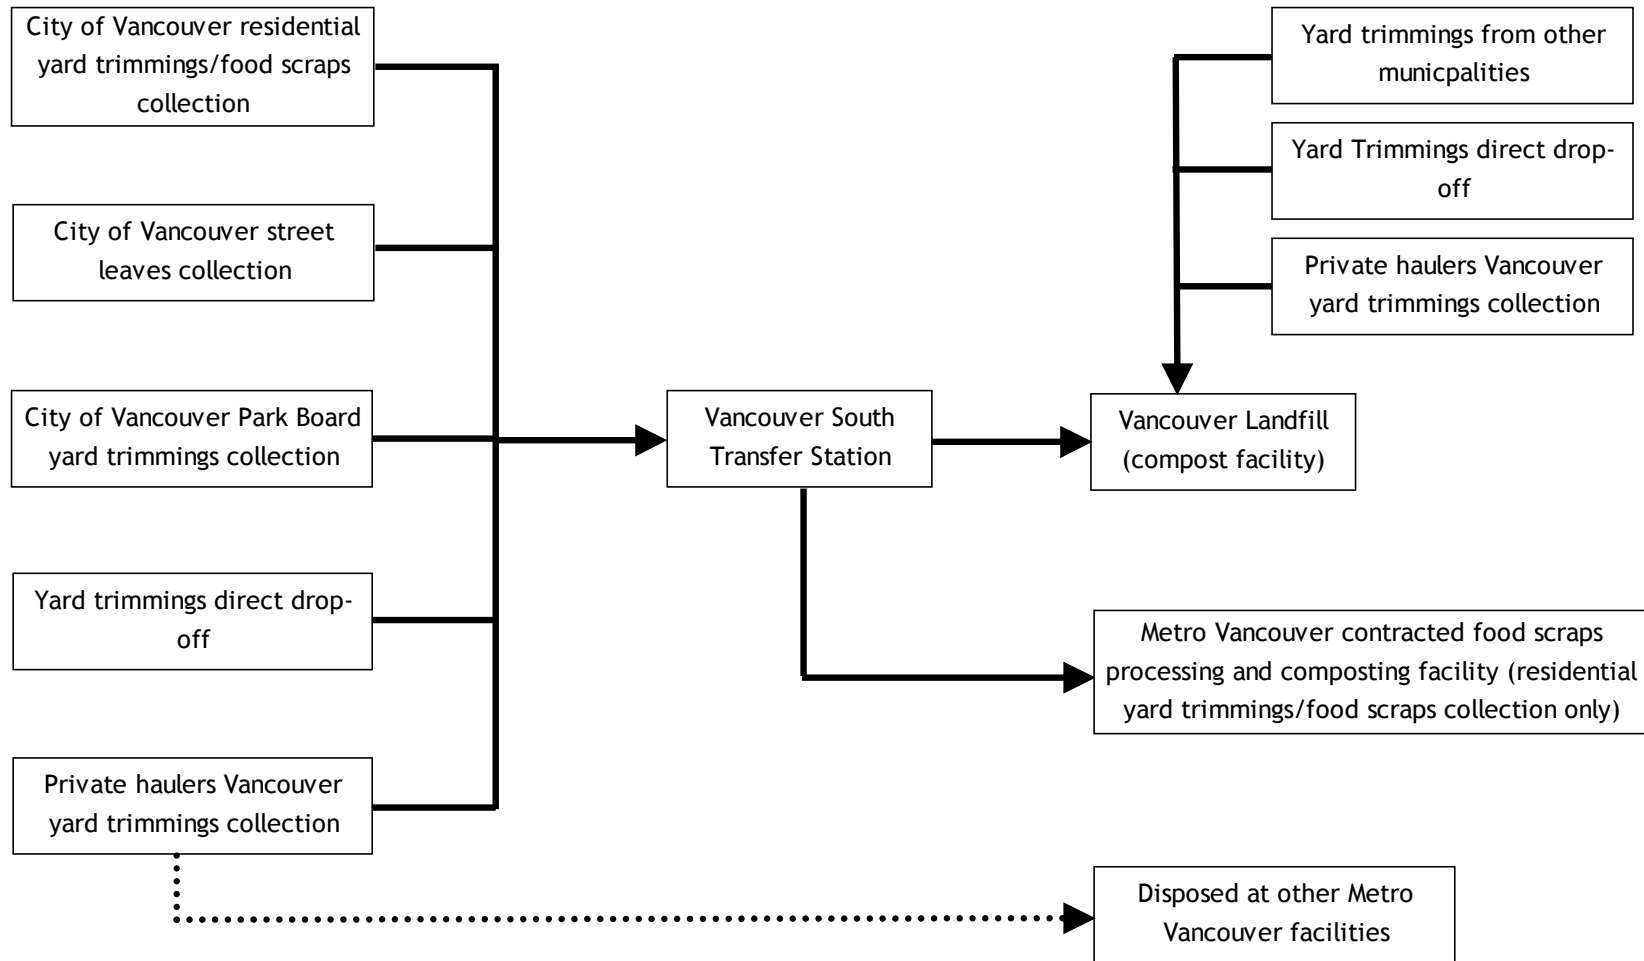 City of Vancouver residential
yard trimmings/food scraps
collection
City of Vancouver street
leaves collection
City of Vancouver Park Board
yard trimmings collection
Yard trimmings direct drop-
off
Private haulers Vancouver
yard trimmings collection
Vancouver South
Transfer Station
Yard trimmings from other
municpalities
Yard Trimmings direct drop-
off
Private haulers Vancouver
yard trimmings collection
Vancouver Landfill
(compost facility)
Metro Vancouver contracted food scraps
processing and composting facility (residential
yard trimmings/food scraps collection only)
Disposed at other Metro
Vancouver facilities